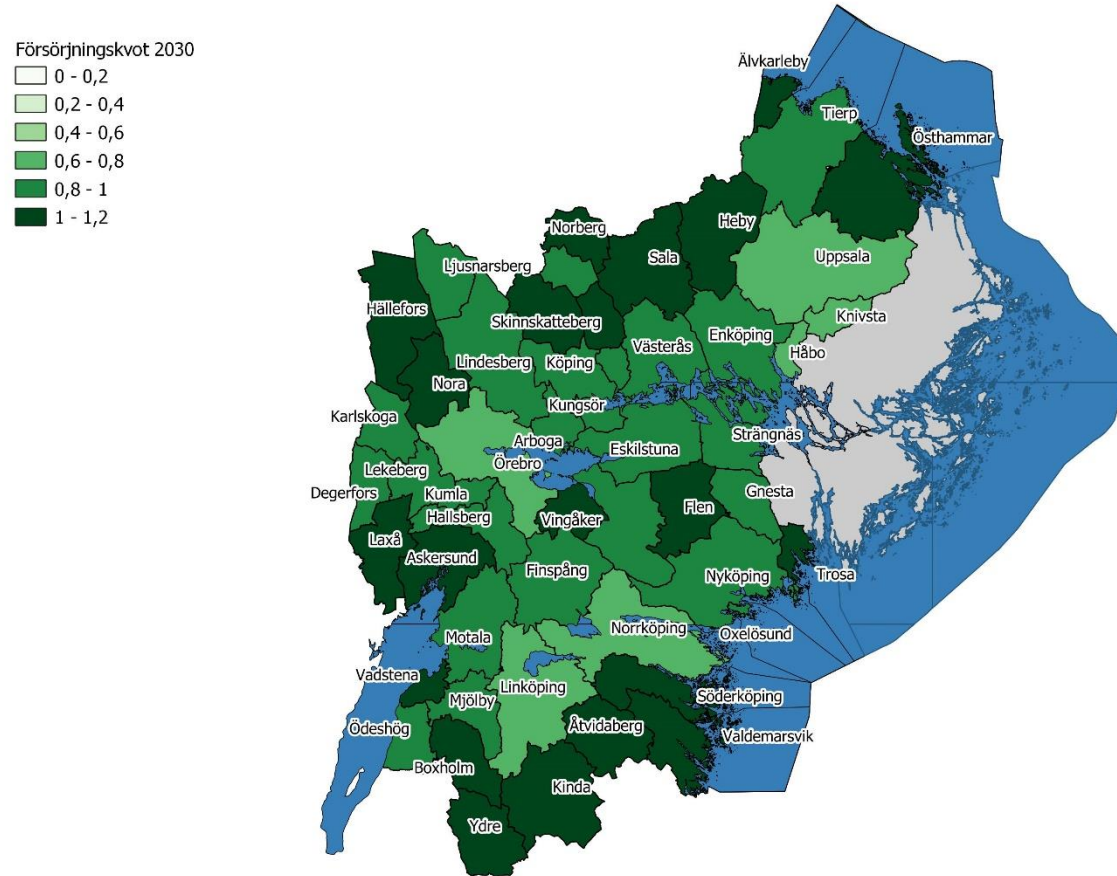 Försörjningskvot 2030
0 - 0,2
0,2 - 0,4
0,4 - 0,6
0,6 - 0,8
0,8 - 1
1 - 1,2
Älvkarleby
Tierp
Östhammar
Heby
Norberg
Sala
Uppsala
Ljusnarsberg
Hällefors
Skinnskatteberg
Knivsta
Enköping
Västerås
Håbo
Lindesberg
Köping
Nora
Kungsör
Karlskoga
Strängnäs
Arboga
Eskilstuna
Örebro
Lekeberg
Degerfors
Kumla
Gnesta
Flen
Hallsberg
Vingåker
Laxå
Askersund
Finspång
Nyköping
Trosa
Norrköping
Oxelösund
Motala
Vadstena
Linköping
Söderköping
Mjölby
Åtvidaberg
Ödeshög
Valdemarsvik
Boxholm
Kinda
Ydre